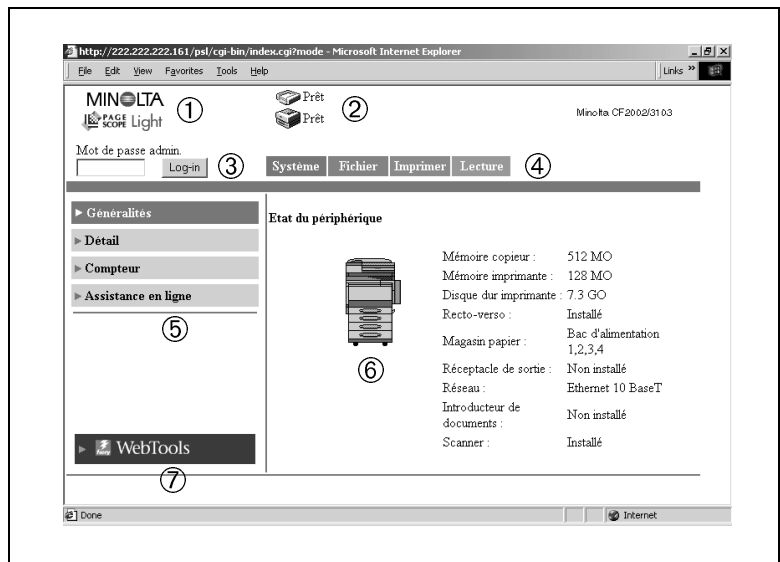 http://222.222.222.161/psl/cgi-bin/index.cgi?mode - Microsoft Internet Explorer
File Edit View Favorites Tools Help Links »
MINOLTA
PAGE SCOPE Light
①
Prêt
Prêt
②
Minolta CF2002/3103
Mot de passe admin.
Log-in ③
Système Fichier Imprimer Lecture ④
Généralités
Détail
Compteur
Assistance en ligne
⑤
WebTools
⑦
Etat du périphérique
⑥
Mémoire copieur : 512 MO
Mémoire imprimante : 128 MO
Disque dur imprimante : 7.3 GO
Recto-verso : Installé
Magasin papier : Bac d'alimentation
1,2,3,4
Réceptacle de sortie : Non installé
Réseau : Ethernet 10 BaseT
Introducteur de
documents : Non installé
Scanner : Installé
Done Internet